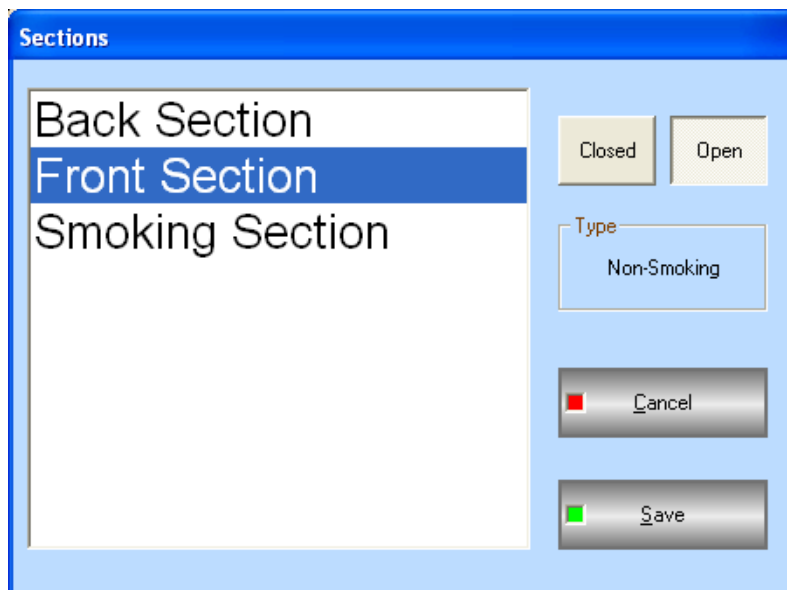 Sections
Back Section
Front Section
Smoking Section
Closed
Open
Type
Non-Smoking
Cancel
Save